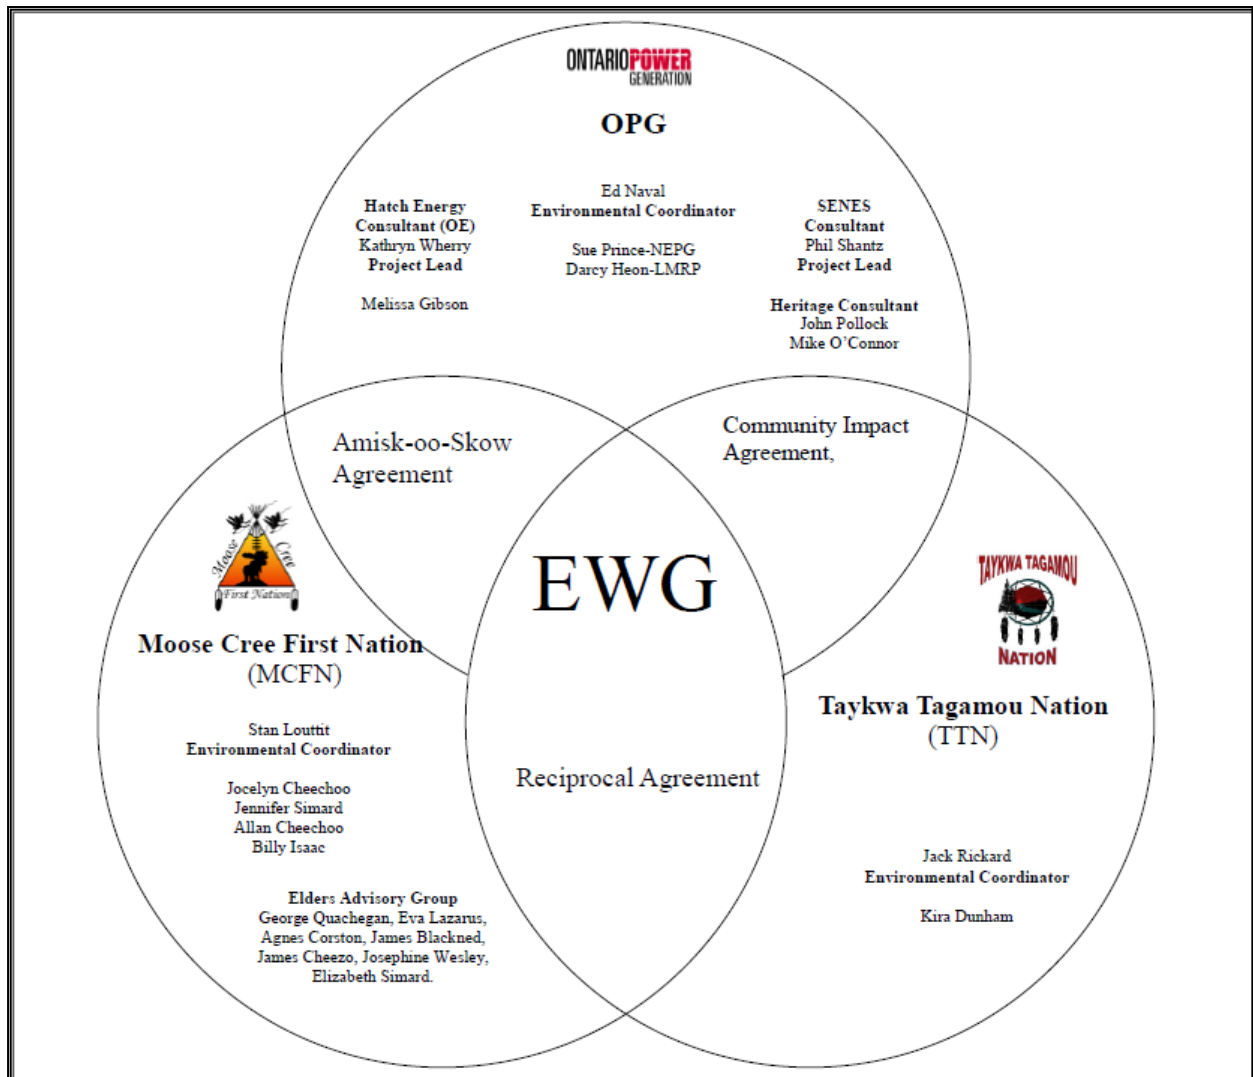 ONTARIOPOWER
GENERATION
OPG
Ed Naval
Environmental Coordinator
Sue Prince-NEPG
Darcy Heon-LMRP
Hatch Energy
Consultant (OE)
Kathryn Wherry
Project Lead
Melissa Gibson
SENES
Consultant
Phil Shantz
Project Lead
Heritage Consultant
John Pollock
Mike O'Connor
Amisk-oo-Skow
Agreement
Community Impact
Agreement,
EWG
Reciprocal Agreement
Moose Cree
First Nation
Moose Cree First Nation
(MCFN)
Stan Louttit
Environmental Coordinator
Jocelyn Cheechoo
Jennifer Simard
Allan Cheechoo
Billy Isaac
Elders Advisory Group
George Quachegan, Eva Lazarus,
Agnes Corston, James Blackned,
James Cheezo, Josephine Wesley,
Elizabeth Simard.
TAYKWA TAGAMOU
NATION
Taykwa Tagamou Nation
(TTN)
Jack Rickard
Environmental Coordinator
Kira Dunham